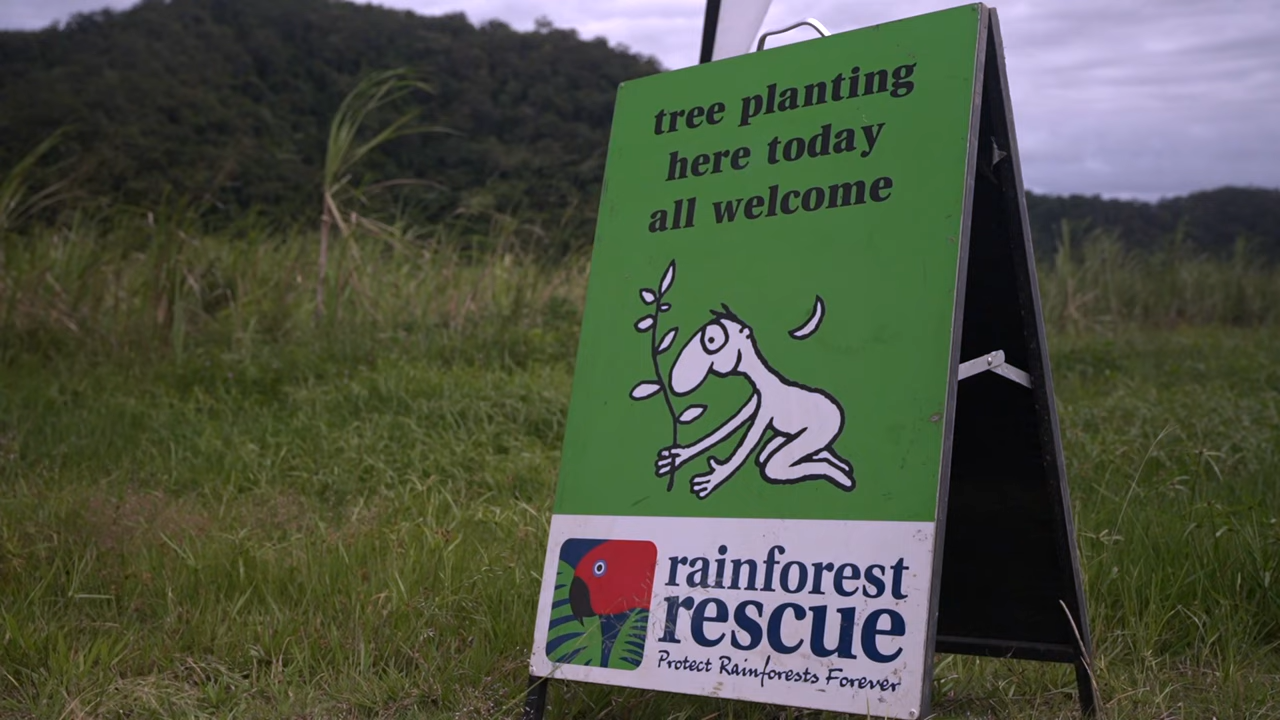 tree planting
here today
all welcome
rainforest
rescue
Protect Rainforests Forever